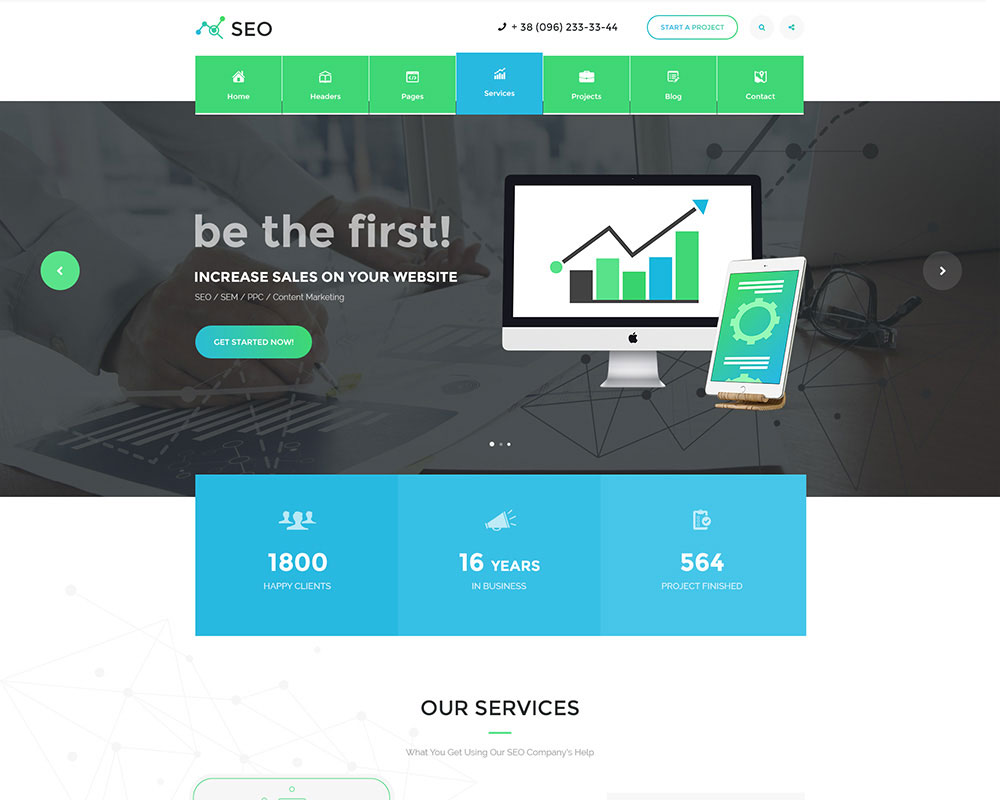 SEO
+ 38 (096) 233-33-44
START A PROJECT
Home
Headers
Pages
Services
Projects
Blog
Contact
be the first!
INCREASE SALES ON YOUR WEBSITE
SEO / SEM / PPC / Content Marketing
GET STARTED NOW!
1800
HAPPY CLIENTS
16 YEARS
IN BUSINESS
564
PROJECT FINISHED
OUR SERVICES
What You Get Using Our SEO Company's Help